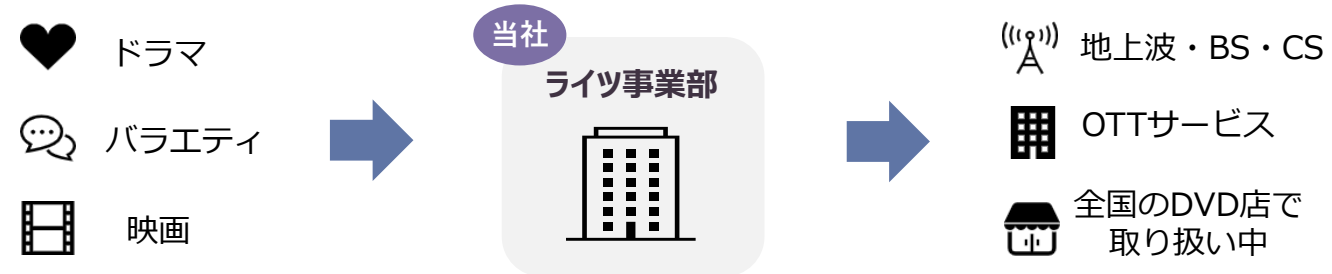 ドラマ
バラエティ
映画
当社
ライツ事業部
地上波・BS・CS
OTTサービス
全国のDVD店で
取り扱い中